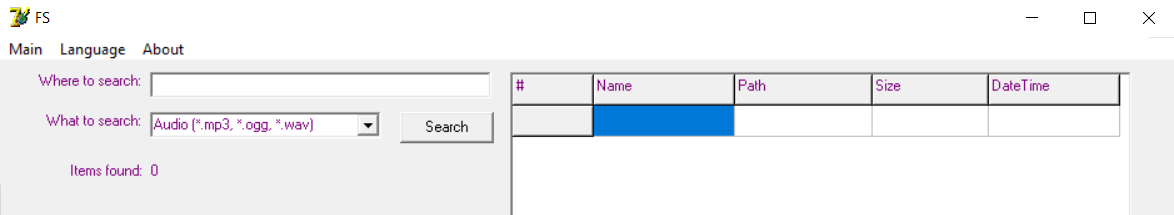 FS
Main Language About
Where to search:
# Name Path Size DateTime
What to search: Audio (*.mp3, *.ogg, *.wav) Search
Items found: 0